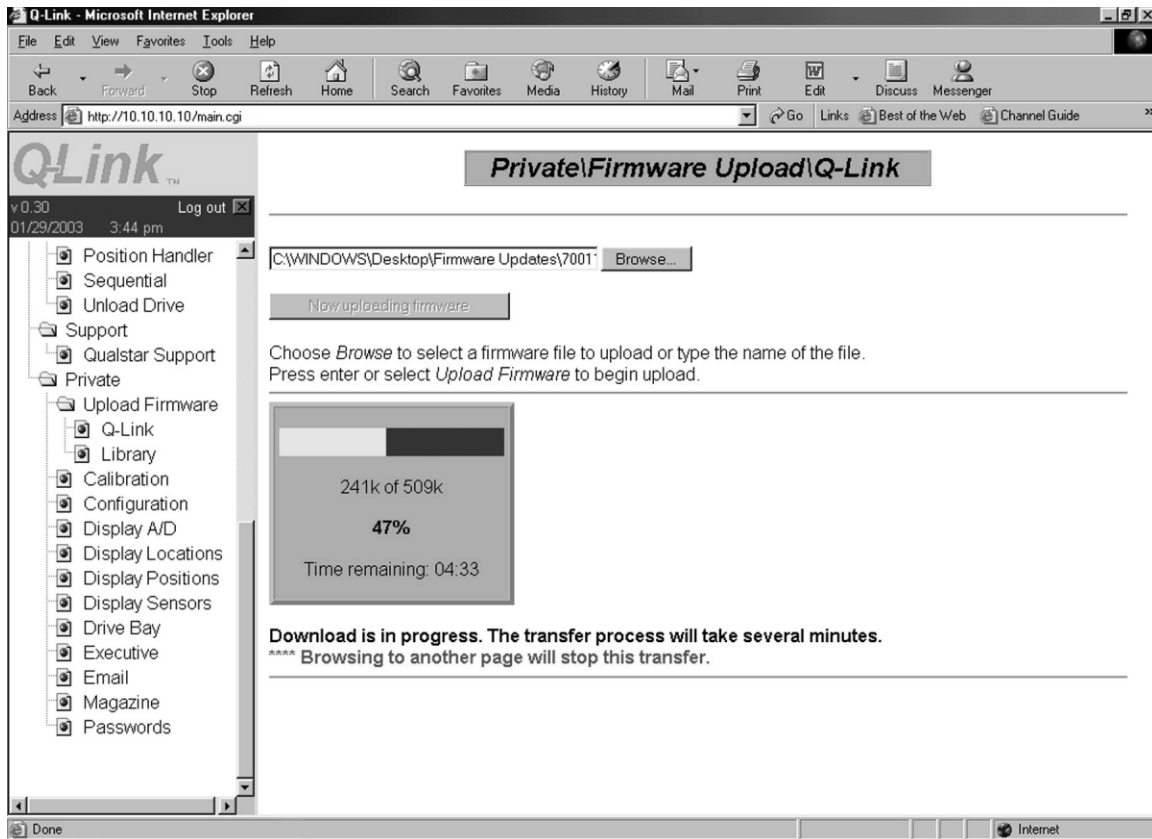 Q-Link - Microsoft Internet Explorer
File Edit View Favorites Tools Help
Back Forward Stop Refresh Home Search Favorites Media History Mail Print Edit Discuss Messenger
Address http://10.10.10.10/main.cgi Go Links Best of the Web Channel Guide »
Q-Link TM
v 0.30 Log out
01/29/2003 3:44 pm
Position Handler
Sequential
Unload Drive
Support
Qualstar Support
Private
Upload Firmware
Q-Link
Library
Calibration
Configuration
Display A/D
Display Locations
Display Positions
Display Sensors
Drive Bay
Executive
Email
Magazine
Passwords
Private\Firmware Upload\Q-Link
C:\WINDOWS\Desktop\Firmware Updates\7001 Browse...
Now uploading firmware
Choose Browse to select a firmware file to upload or type the name of the file.
Press enter or select Upload Firmware to begin upload.
241k of 509k
47%
Time remaining: 04:33
Download is in progress. The transfer process will take several minutes.
**** Browsing to another page will stop this transfer.
Done Internet